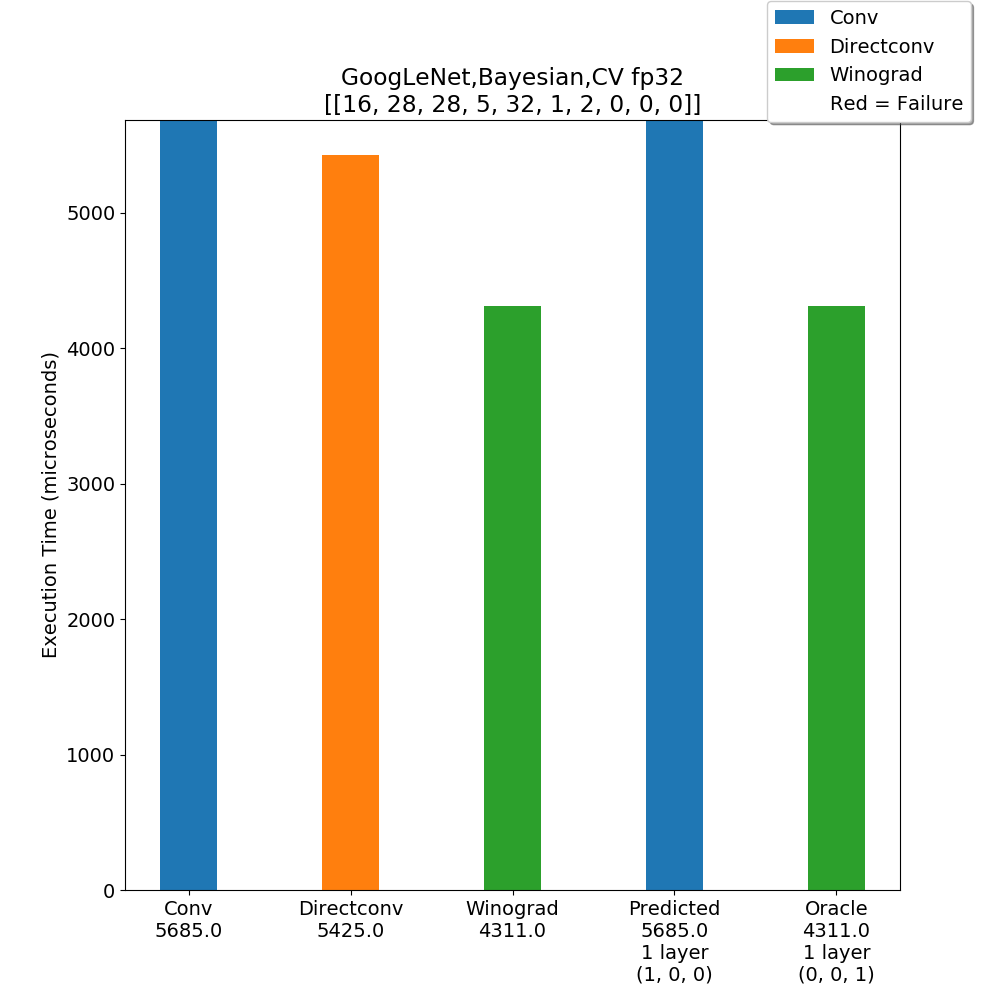 Conv
Directconv
Winograd
Red = Failure
GoogLeNet,Bayesian,CV fp32
[[16, 28, 28, 5, 32, 1, 2, 0, 0, 0]]
Execution Time (microseconds)
5000
4000
3000
2000
1000
0
Conv
5685.0
Directconv
5425.0
Winograd
4311.0
Predicted
5685.0
1 layer
(1, 0, 0)
Oracle
4311.0
1 layer
(0, 0, 1)